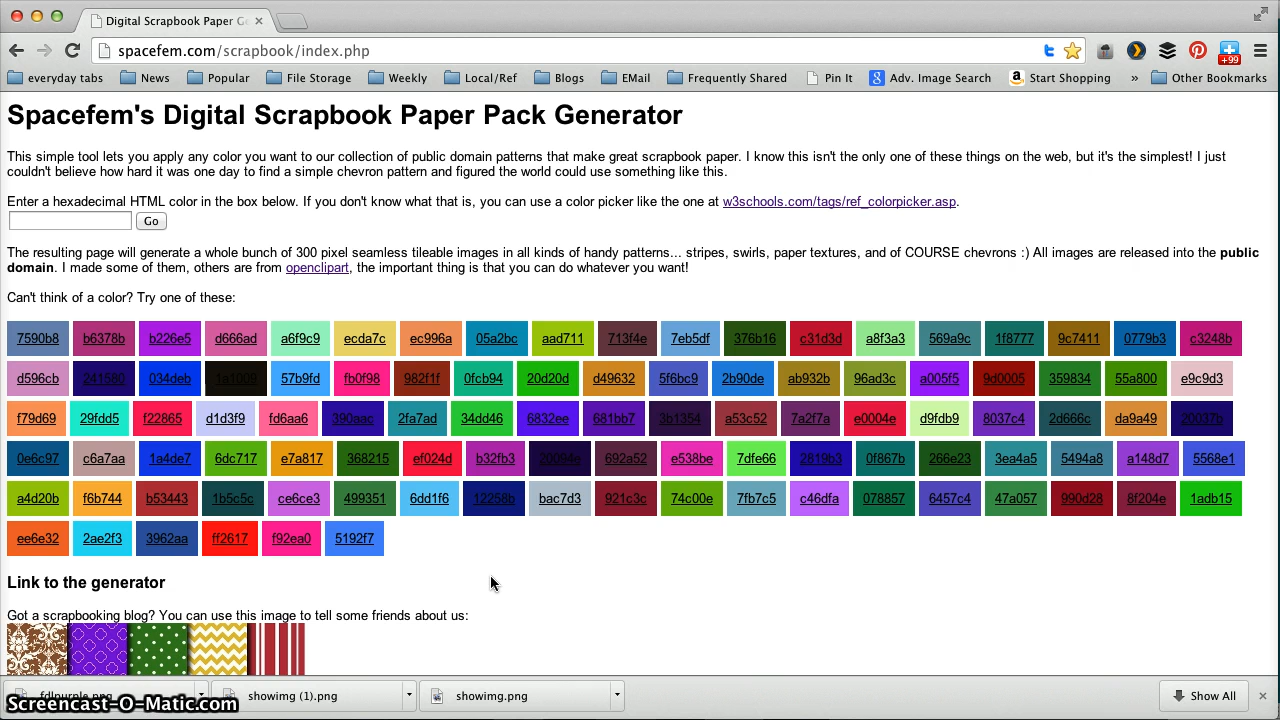 Digital Scrapbook Paper Ge
spacefem.com/scrapbook/index.php
+99
everyday tabs News Popular File Storage Weekly Local/Ref Blogs EMail Frequently Shared Pin It Adv. Image Search Start Shopping » Other Bookmarks
Spacefem's Digital Scrapbook Paper Pack Generator
This simple tool lets you apply any color you want to our collection of public domain patterns that make great scrapbook paper. I know this isn't the only one of these things on the web, but it's the simplest! I just
couldn't believe how hard it was one day to find a simple chevron pattern and figured the world could use something like this.
Enter a hexadecimal HTML color in the box below. If you don't know what that is, you can use a color picker like the one at w3schools.com/tags/ref_colorpicker.asp.
Go
The resulting page will generate a whole bunch of 300 pixel seamless tileable images in all kinds of handy patterns... stripes, swirls, paper textures, and of COURSE chevrons :) All images are released into the public
domain. I made some of them, others are from openclipart, the important thing is that you can do whatever you want!
Can't think of a color? Try one of these:
7590b8 b6378b b226e5 d666ad a6f9c9 ecda7c ec996a 05a2bc aad711 713f4e 7eb5df 376b16 c31d3d a8f3a3 569a9c 1f8777 9c7411 0779b3 c3248b
d596cb 241580 034deb 1a1009 57b9fd fb0f98 982f1f 0fcb94 20d20d d49632 5f6bc9 2b90de ab932b 96ad3c a005f5 9d0005 359834 55a800 e9c9d3
f79d69 29fdd5 f22865 d1d3f9 fd6aa6 390aac 2fa7ad 34dd46 6832ee 681bb7 3b1354 a53c52 7a2f7a e0004e d9fdb9 8037c4 2d666c da9a49 20037b
0e6c97 c6a7aa 1a4de7 6dc717 e7a817 368215 ef024d b32fb3 20094e 692a52 e538be 7dfe66 2819b3 0f867b 266e23 3ea4a5 5494a8 a148d7 5568e1
a4d20b f6b744 b53443 1b5c5c ce6ce3 499351 6dd1f6 12258b bac7d3 921c3c 74c00e 7fb7c5 c46dfa 078857 6457c4 47a057 990d28 8f204e 1adb15
ee6e32 2ae2f3 3962aa ff2617 f92ea0 5192f7
Link to the generator
Got a scrapbooking blog? You can use this image to tell some friends about us:
fdlpurple.png showimg (1).png showimg.png Show All
Screencast-O-Matic.com